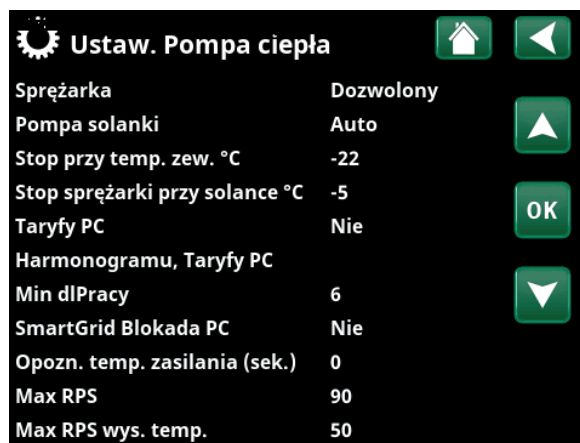 Ustaw. Pompa ciepła
Sprężarka Dozwolony
Pompa solanki Auto
Stop przy temp. zew. °C -22
Stop sprężarki przy solance °C -5
Taryfy PC Nie
OK
Harmonogramu, Taryfy PC
Min dlPracy 6
SmartGrid Blokada PC Nie
Opozn. temp. zasilania (sek.) 0
Max RPS 90
Max RPS wys. temp. 50